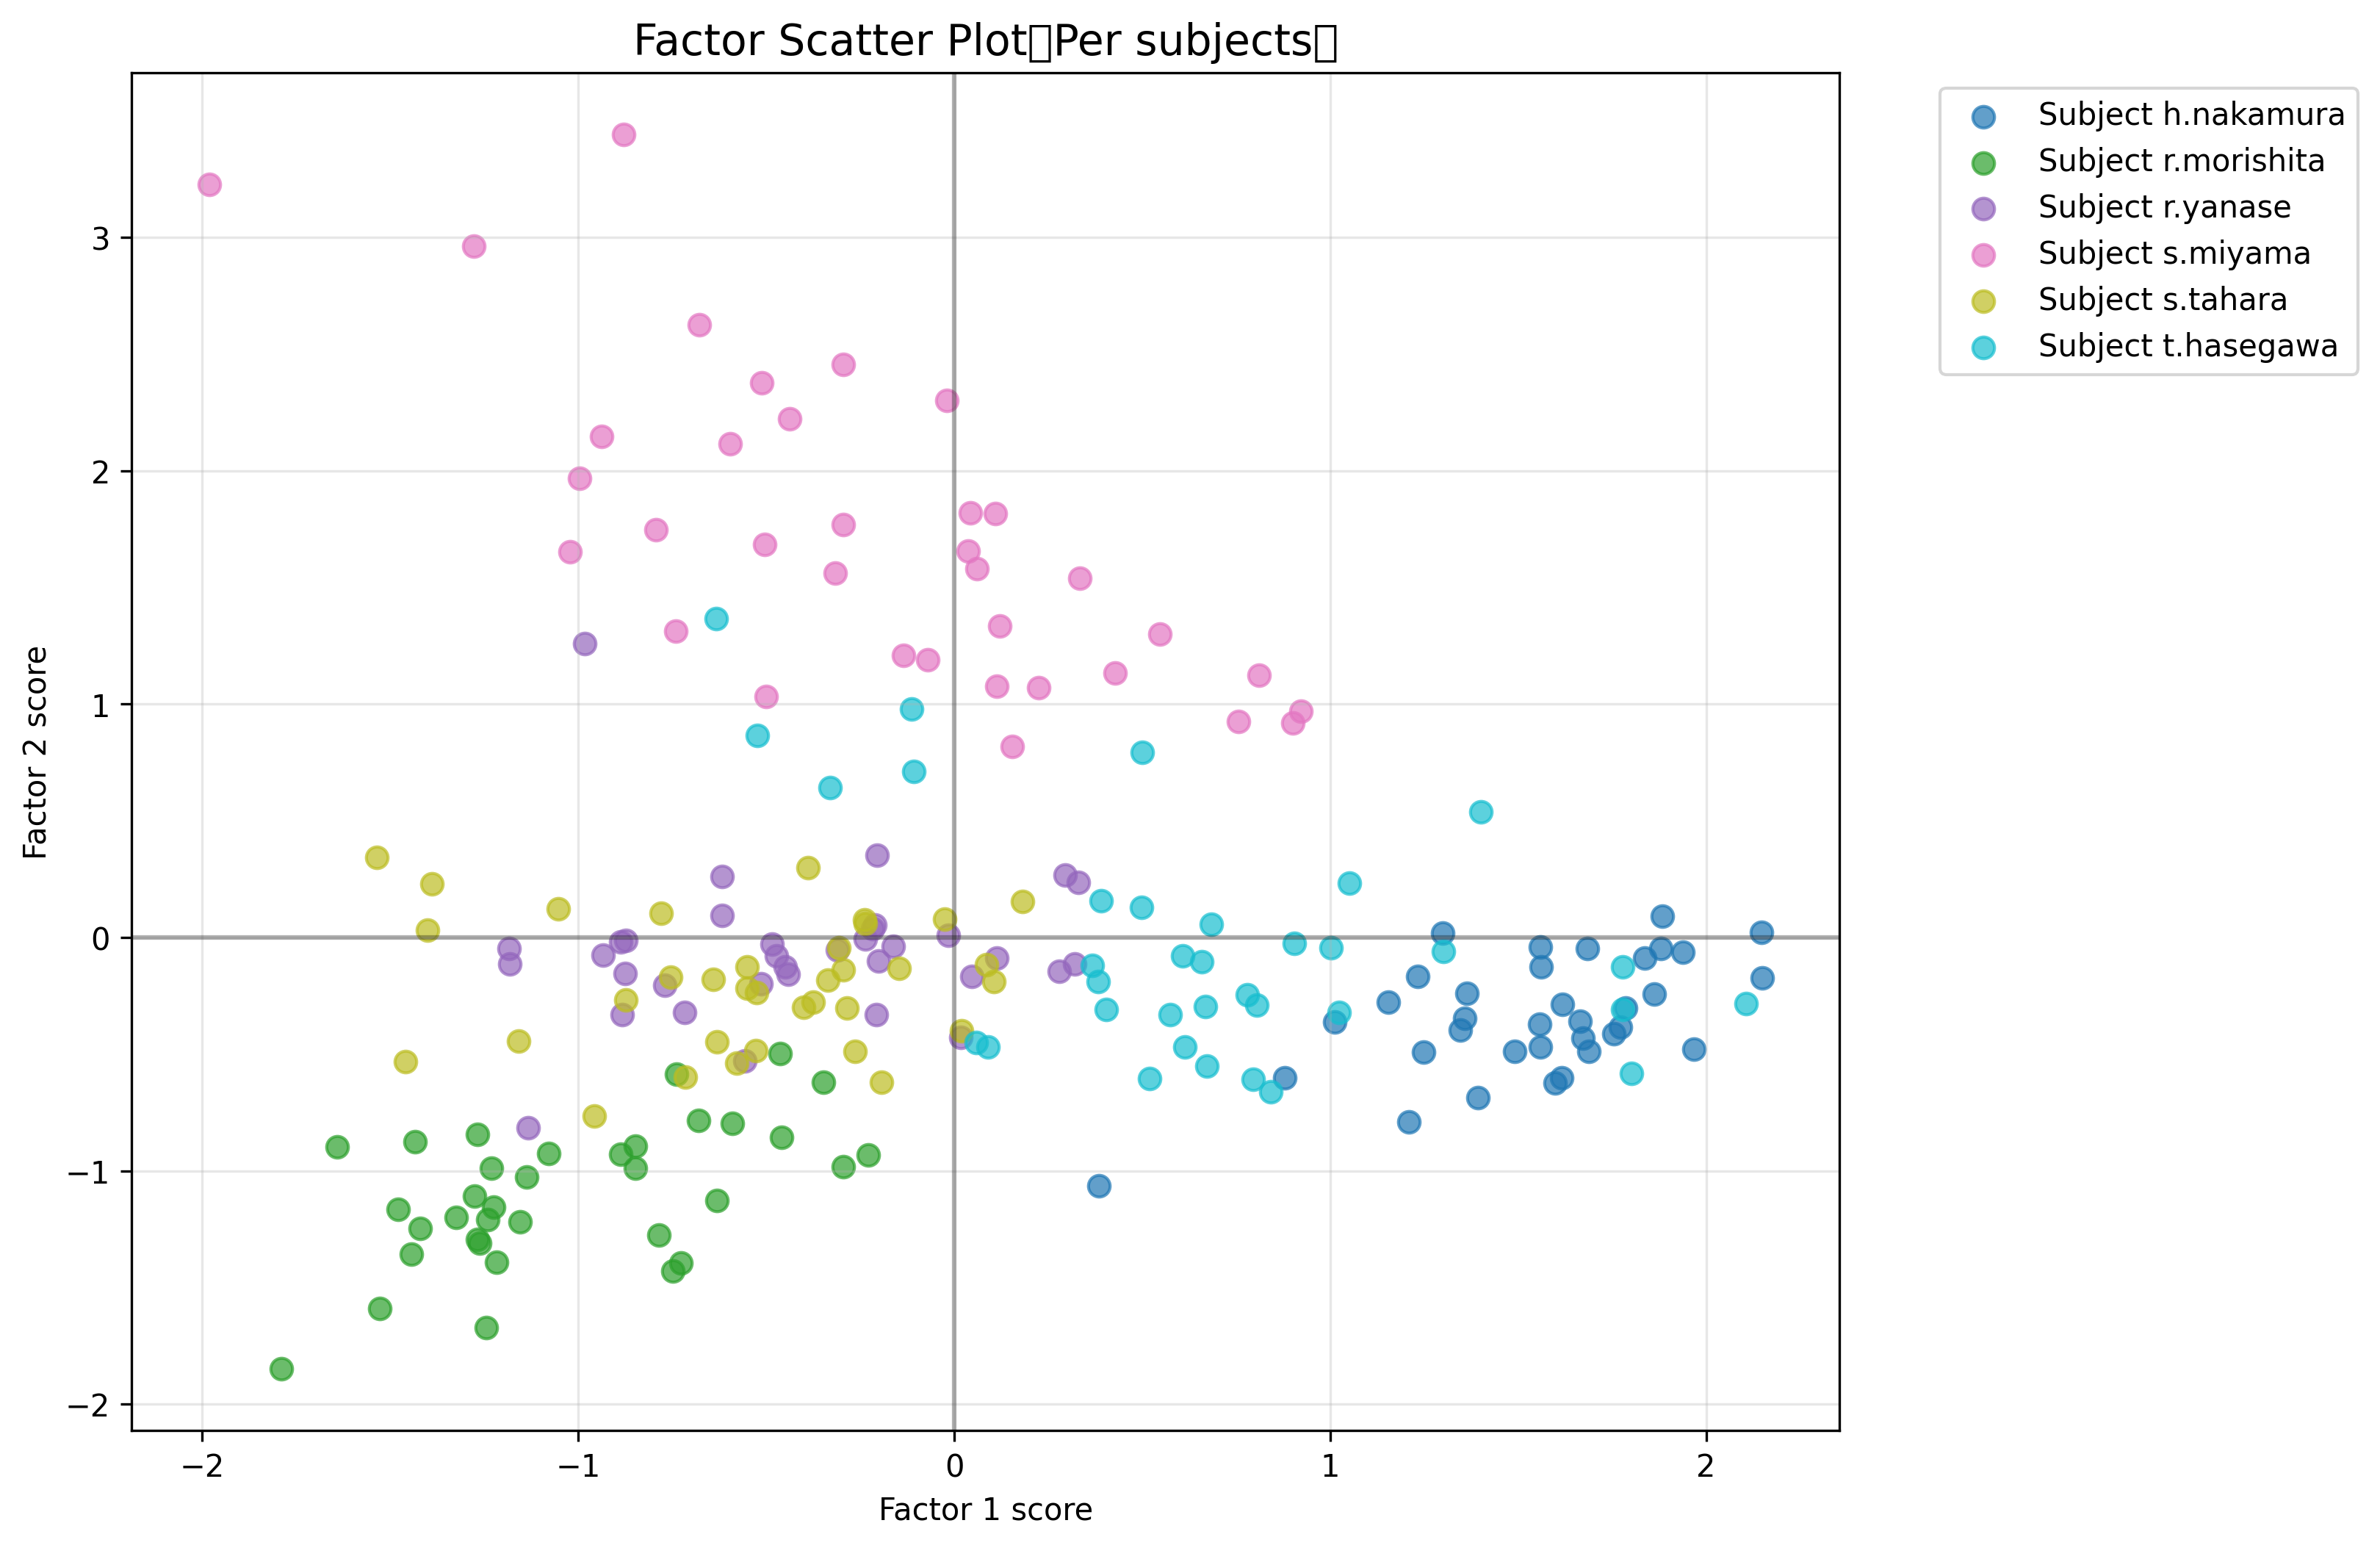 Factor Scatter Plot▯Per subjects▯
Subject h.nakamura
Subject r.morishita
Subject r.yanase
Subject s.miyama
Subject s.tahara
Subject t.hasegawa
Factor 2 score
3
2
1
0
−1
−2
−2 −1 0 1 2
Factor 1 score